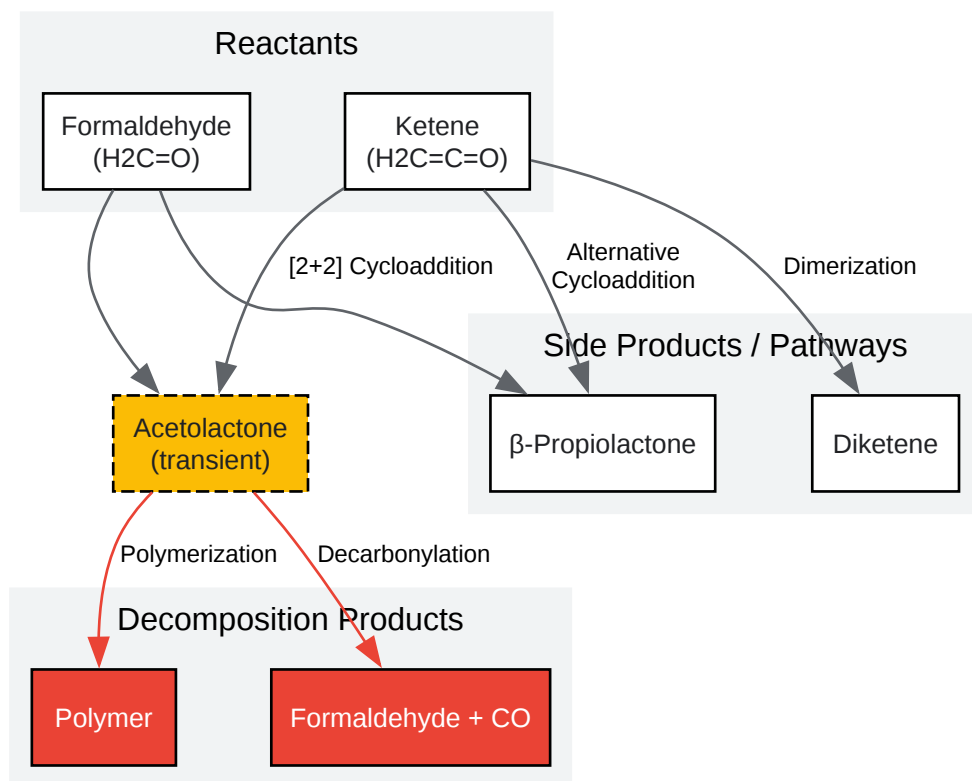 Reactants
Formaldehyde
(H2C=O)
Ketene
(H2C=C=O)
[2+2] Cycloaddition
Alternative
Cycloaddition
Dimerization
Side Products / Pathways
Acetolactone
(transient)
β-Propiolactone
Diketene
Polymerization
Decarbonylation
Decomposition Products
Polymer
Formaldehyde + CO